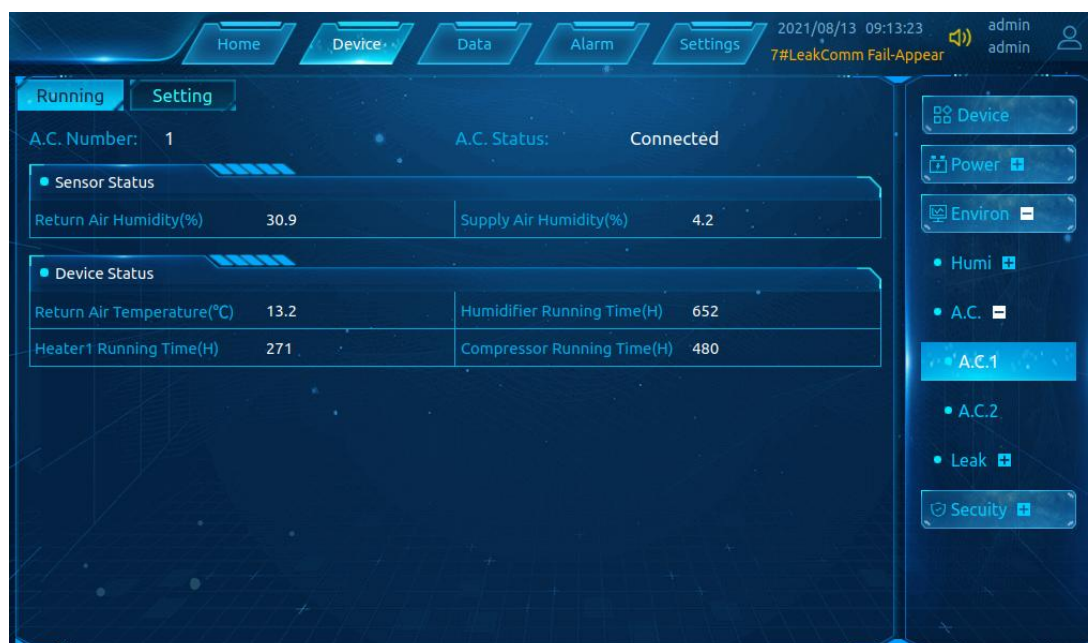 Home Device Data Alarm Settings 2021/08/13 09:13:23 admin
7#LeakComm Fail-Appear admin
Running Setting
A.C. Number: 1 A.C. Status: Connected
Sensor Status
Return Air Humidity(%) 30.9 Supply Air Humidity(%) 4.2
Device Status
Return Air Temperature(°C) 13.2 Humidifier Running Time(H) 652
Heater1 Running Time(H) 271 Compressor Running Time(H) 480
Device
Power
Environ
Humi
A.C.
A.C.1
A.C.2
Leak
Secuity